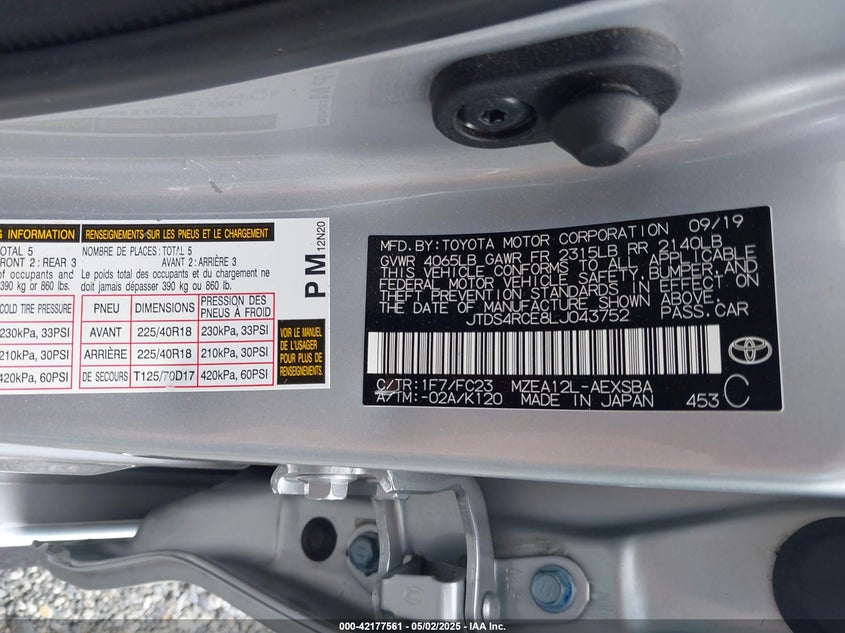 NG INFORMATION
RENSEIGNEMENTS SUR LES PNEUS ET LE CHARGEMENT
TOTAL 5
FRONT 2 : REAR 3
of occupants and
390 kg or 860 lbs.
NOMBRE DE PLACES: TOTAL 5
AVANT 2 : ARRIÈRE 3
Le poids total des occupants et du chargement ne
doit jamais dépasser 390 kg ou 860 lb.
COLD TIRE PRESSURE
PNEU
DIMENSIONS
PRESSION DES
PNEUS À FROID
230kPa, 33PSI
AVANT
225/40R18
230kPa, 33PSI
210kPa, 30PSI
ARRIÈRE
225/40R18
210kPa, 30PSI
420kPa, 60PSI
DE SECOURS
T125/70D17
420kPa, 60PSI
PM
12N20
VOIR LE MANUEL
DE L'USAGER
POUR PLUS DE
RENSEIGNEMENTS.
MFD.BY: TOYOTA MOTOR CORPORATION 09/19
GVWR 4065LB GAWR FR 2315LB RR 2140LB
THIS VEHICLE CONFORMS TO ALL APPLICABLE
FEDERAL MOTOR VEHICLE SAFETY, BUMPER, AND
THEFT PREVENTION STANDARDS IN EFFECT ON
THE DATE OF MANUFACTURE SHOWN ABOVE.
JTDS4RCE8LJ043752 PASS.CAR
C/TR: 1F7/FC23 MZEA12L-AEXSBA
A/TM: -02A/K120 MADE IN JAPAN 453 C
000-42177561 - 05/02/2025 - IAA Inc.